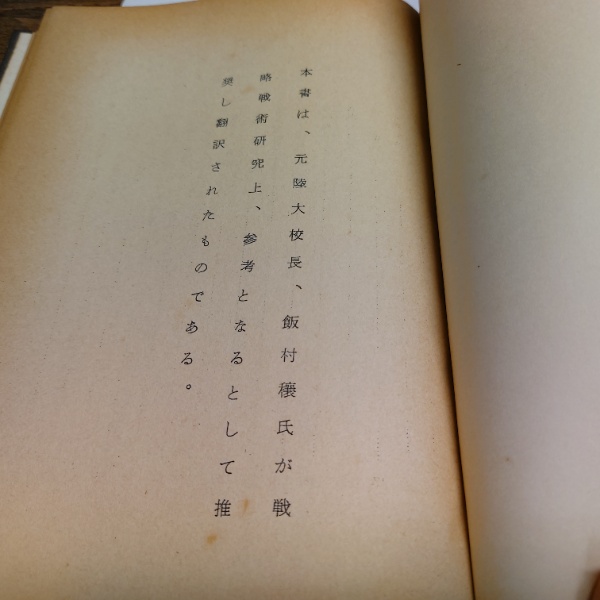 本書は、元陸大校長、飯村穣氏が戦
略戦術研究上、参考となるとして推
奨し翻訳されたものである。